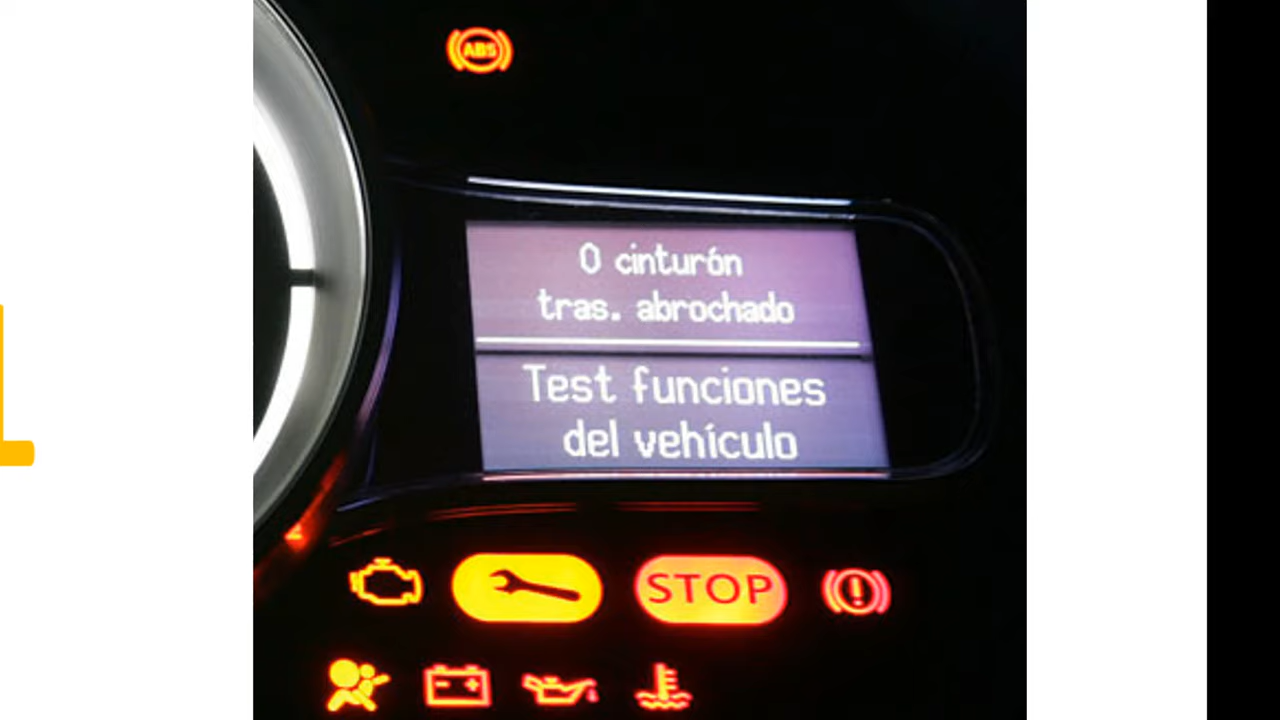 ABS
0 cinturón
tras. abrochado
Test funciones
del vehículo
STOP